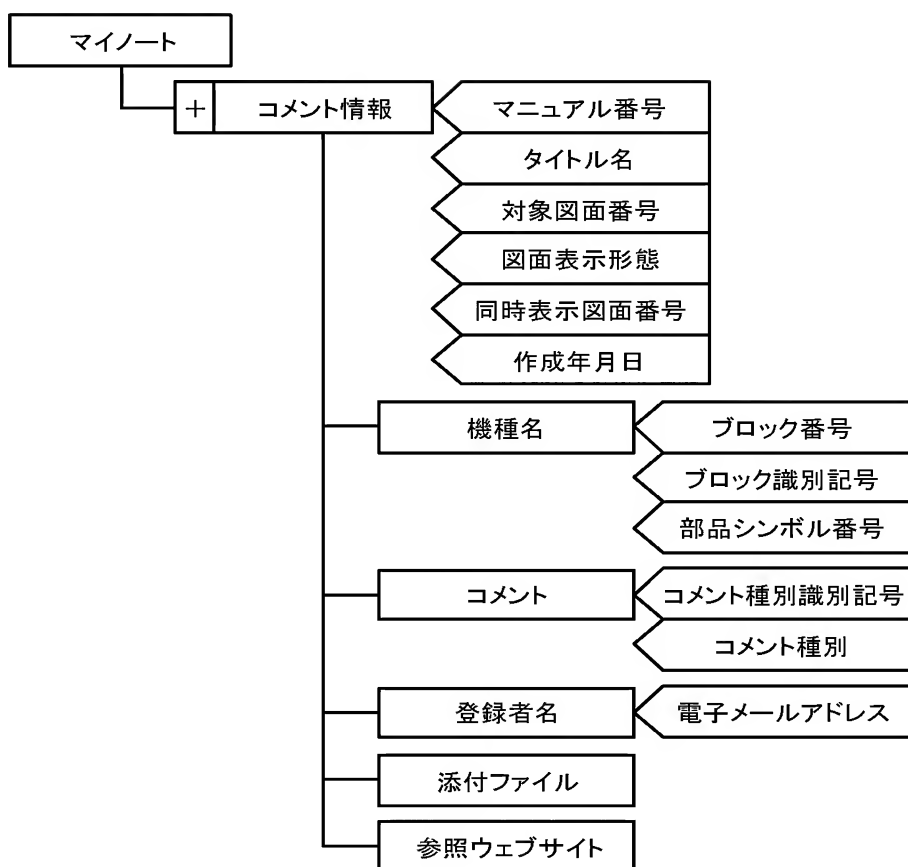 マイノート
＋
コメント情報
マニュアル番号
タイトル名
対象図面番号
図面表示形態
同時表示図面番号
作成年月日
機種名
ブロック番号
ブロック識別記号
部品シンボル番号
コメント
コメント種別識別記号
コメント種別
登録者名
電子メールアドレス
添付ファイル
参照ウェブサイト